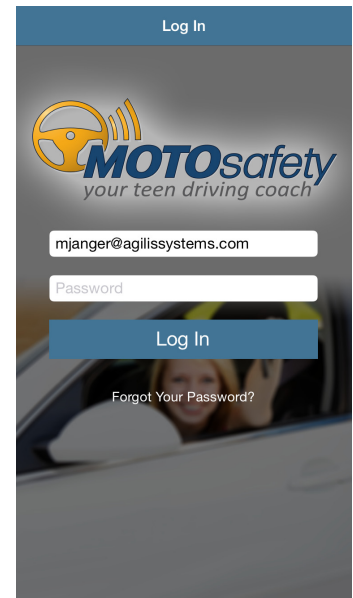 Log In
MOTOsafety
your teen driving coach
mjanger@agilissystems.com
Password
Log In
Forgot Your Password?